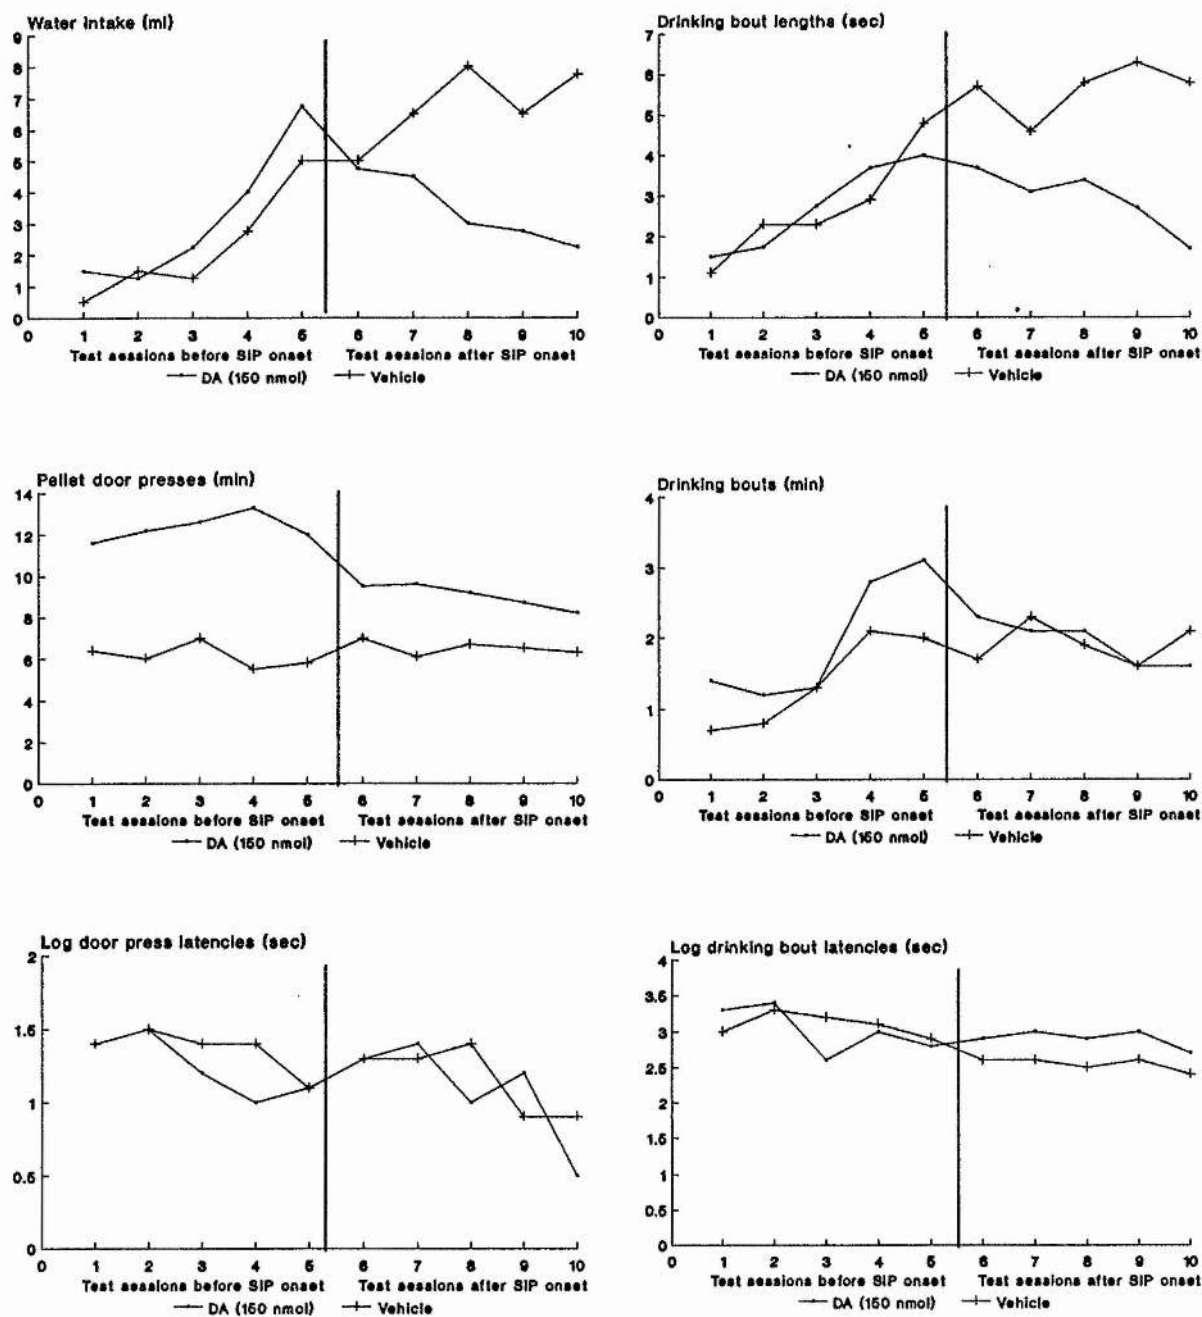 Water intake (ml)
9
8
7
6
5
4
3
2
1
0
0 1 2 3 4 5 6 7 8 9 10
Test sessions before SIP onset Test sessions after SIP onset
DA (150 nmol) Vehicle
Drinking bout lengths (sec)
7
6
5
4
3
2
1
0
0 1 2 3 4 5 6 7 8 9 10
Test sessions before SIP onset Test sessions after SIP onset
DA (150 nmol) Vehicle
Pellet door presses (min)
14
12
10
8
6
4
2
0
0 1 2 3 4 5 6 7 8 9 10
Test sessions before SIP onset Test sessions after SIP onset
DA (150 nmol) Vehicle
Drinking bouts (min)
4
3
2
1
0
0 1 2 3 4 5 6 7 8 9 10
Test sessions before SIP onset Test sessions after SIP onset
DA (150 nmol) Vehicle
Log door press latencies (sec)
2
1.5
1
0.5
0
0 1 2 3 4 5 6 7 8 9 10
Test sessions before SIP onset Test sessions after SIP onset
DA (150 nmol) Vehicle
Log drinking bout latencies (sec)
4
3.5
3
2.5
2
1.5
1
0.5
0
0 1 2 3 4 5 6 7 8 9 10
Test sessions before SIP onset Test sessions after SIP onset
DA (150 nmol) Vehicle